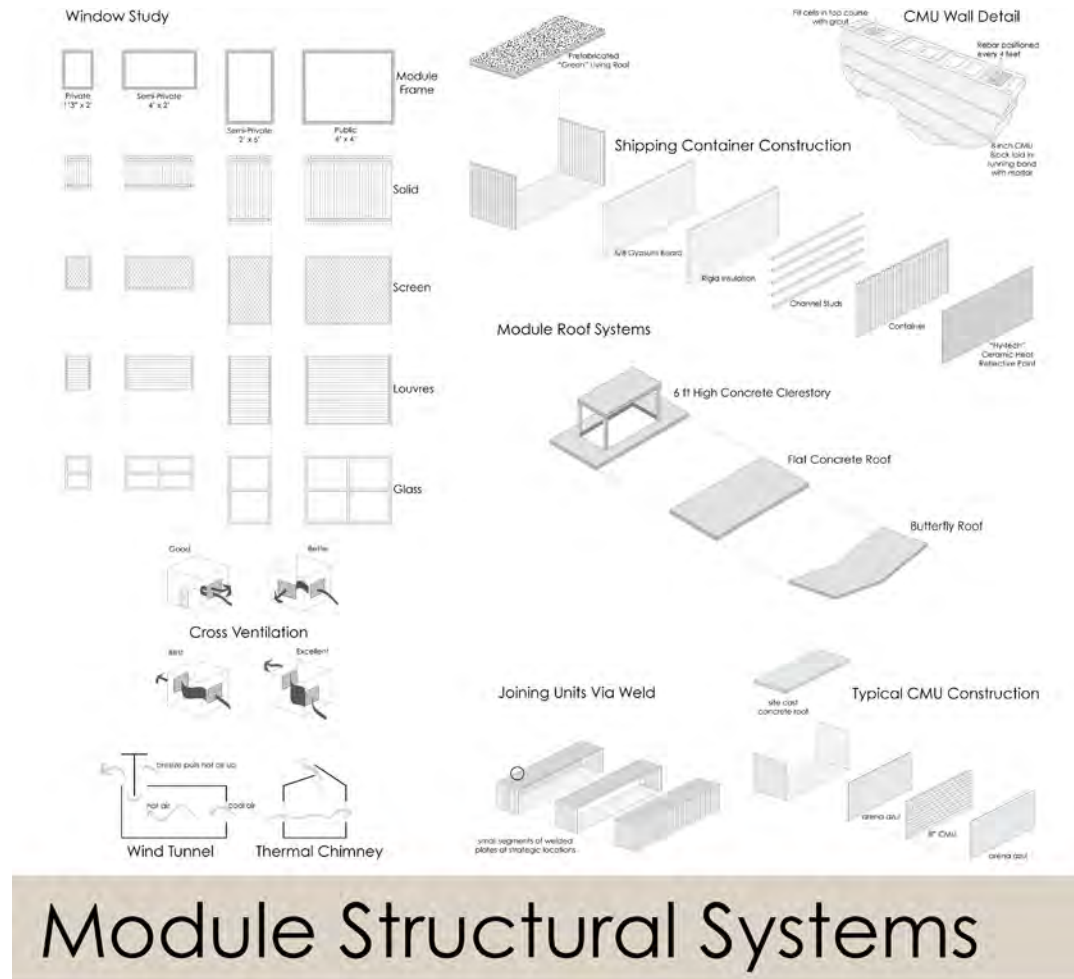 Window Study
Private
1'3" x 2'
Semi-Private
4' x 2'
Semi-Private
2' x 6'
Public
6' x 4'
Module
Frame
Solid
Screen
Louvres
Glass
Good
Cross Ventilation
Best
Excellent
breeze pulls hot air up
hot air
cool air
Wind Tunnel
Thermal Chimney
Prefabricated
"Green" Living Roof
Fill cells in top course
with grout
CMU Wall Detail
Rebar positioned
every 4 feet
8-inch CMU
Block laid in
running bond
with mortar
Shipping Container Construction
5/8 Gypsum Board
Rigid Insulation
Channel Studs
Container
"Hy-tech"
Ceramic Heat
Reflective Paint
Module Roof Systems
6 ft High Concrete Clerestory
Flat Concrete Roof
Butterfly Roof
Joining Units Via Weld
small segments of welded
plates at strategic locations
Typical CMU Construction
site cast
concrete roof
arena azul
8" CMU
arena azul
Module Structural Systems